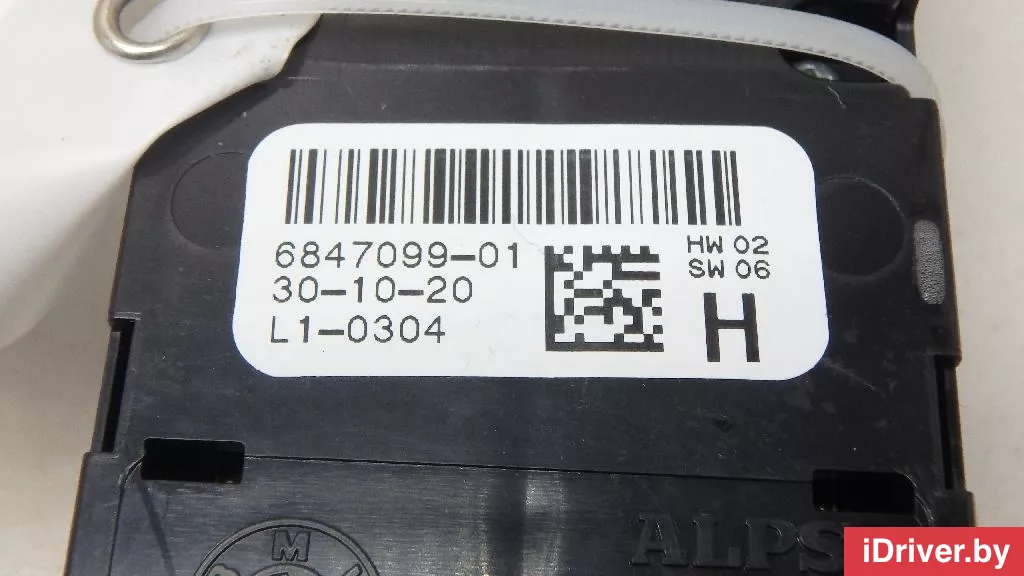 6847099-01
30-10-20
L1-0304
HW 02
SW 06
H
M
ALPS
iDriver.by